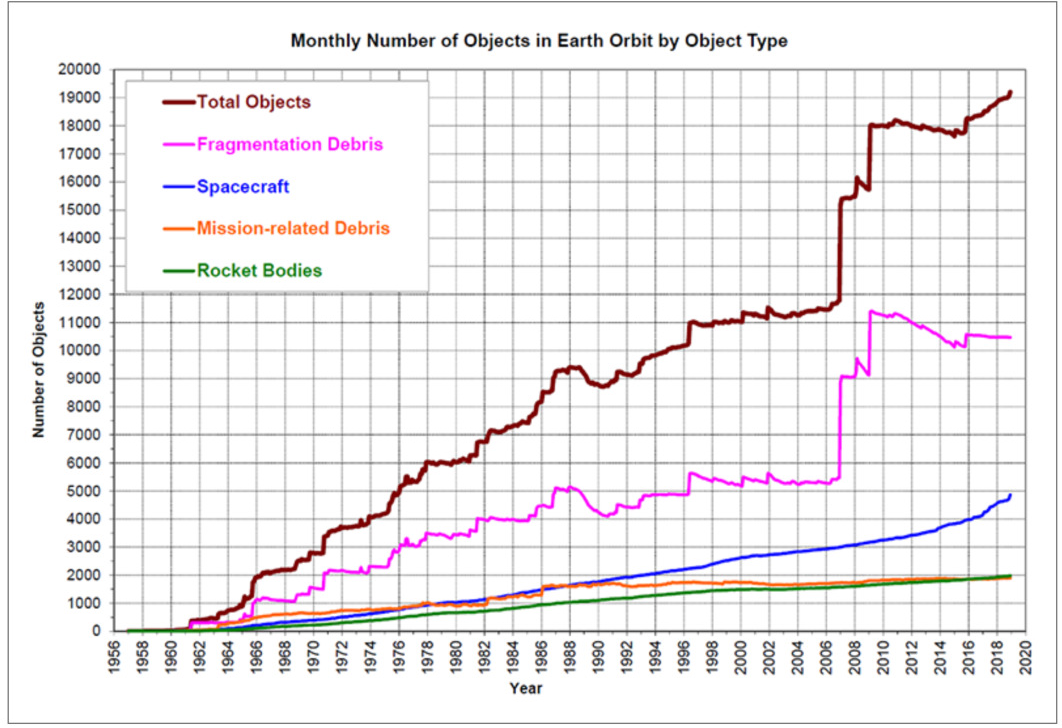 Monthly Number of Objects in Earth Orbit by Object Type
20000
19000
18000
17000
16000
15000
14000
13000
12000
11000
10000
9000
8000
7000
6000
5000
4000
3000
2000
1000
0
Number of Objects
Total Objects
Fragmentation Debris
Spacecraft
Mission-related Debris
Rocket Bodies
1956 1958 1960 1962 1964 1966 1968 1970 1972 1974 1976 1978 1980 1982 1984 1986 1988 1990 1992 1994 1996 1998 2000 2002 2004 2006 2008 2010 2012 2014 2016 2018 2020
Year